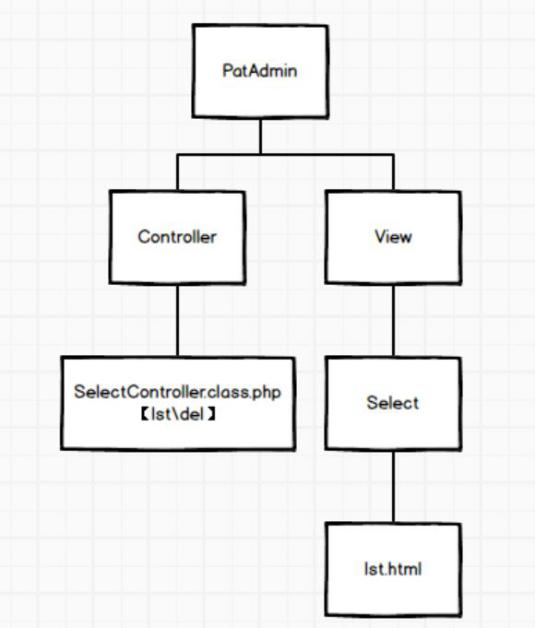 PatAdmin
Controller
View
SelectController.class.php
【lst\del】
Select
lst.html